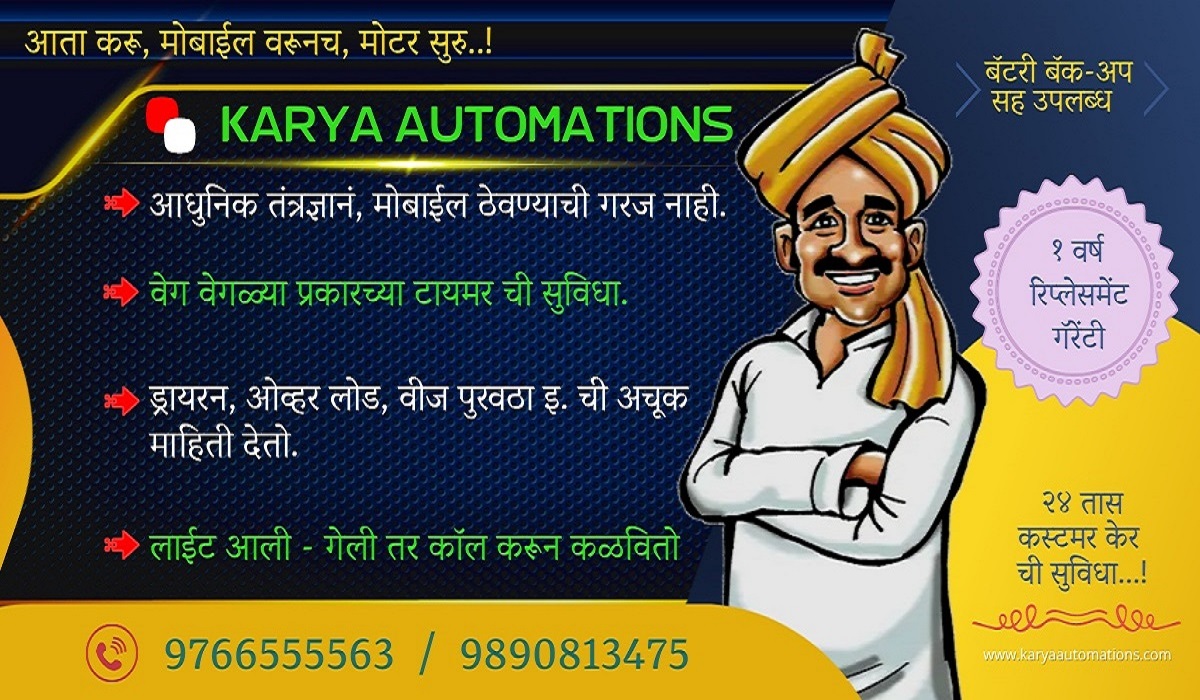 आता करू, मोबाईल वरूनच, मोटर सुरु..!
KARYA AUTOMATIONS
आधुनिक तंत्रज्ञानं, मोबाईल ठेवण्याची गरज नाही.
वेग वेगळ्या प्रकारच्या टायमर ची सुविधा.
ड्रायरन, ओव्हर लोड, वीज पुरवठा इ. ची अचूक
माहिती देतो.
लाईट आली - गेली तर कॉल करून कळवितो
9766555563 / 9890813475
बॅटरी बॅक-अप
सह उपलब्ध
१ वर्ष
रिप्लेसमेंट
गॅरेंटी
२४ तास
कस्टमर केर
ची सुविधा...!
www.karyaautomations.com